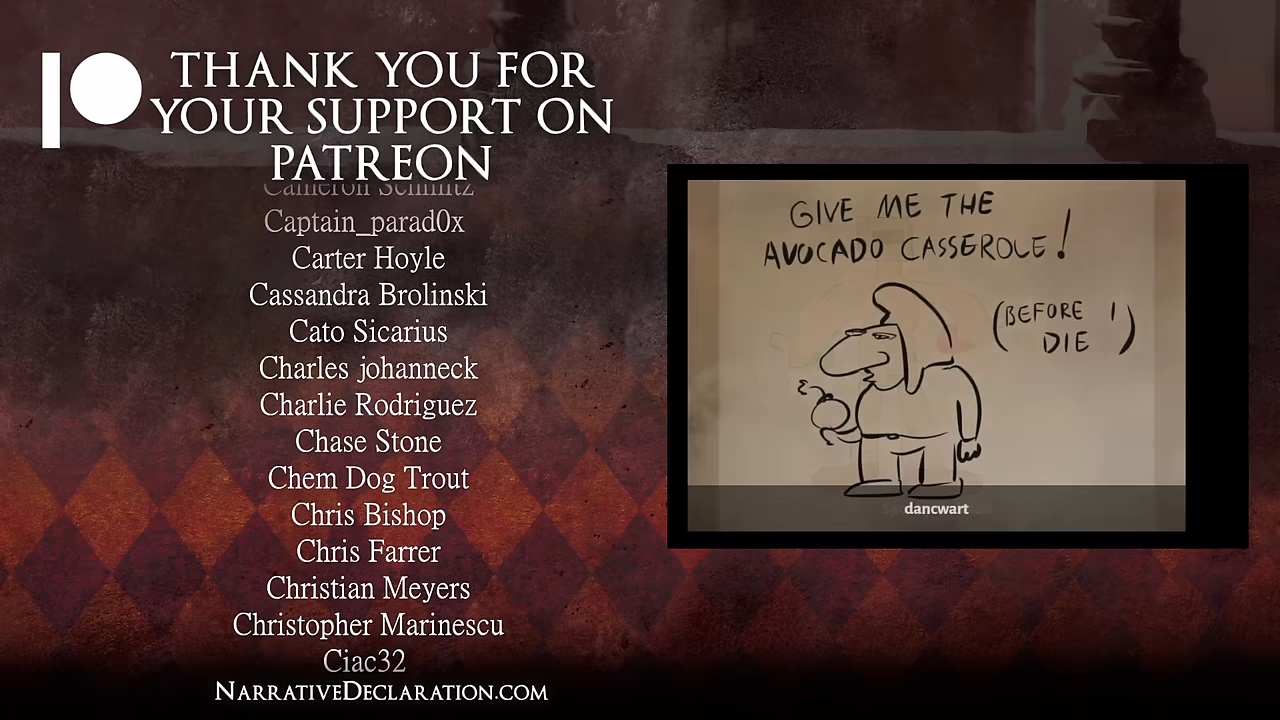 THANK YOU FOR
YOUR SUPPORT ON
PATREON
Cameron Schmitz
Captain_parad0x
Carter Hoyle
Cassandra Brolinski
Cato Sicarius
Charles johanneck
Charlie Rodriguez
Chase Stone
Chem Dog Trout
Chris Bishop
Chris Farrer
Christian Meyers
Christopher Marinescu
Ciac32
NARRATIVEDECLARATION.COM
GIVE ME THE
AVOCADO CASSEROLE!
(BEFORE I
DIE)
dancwart